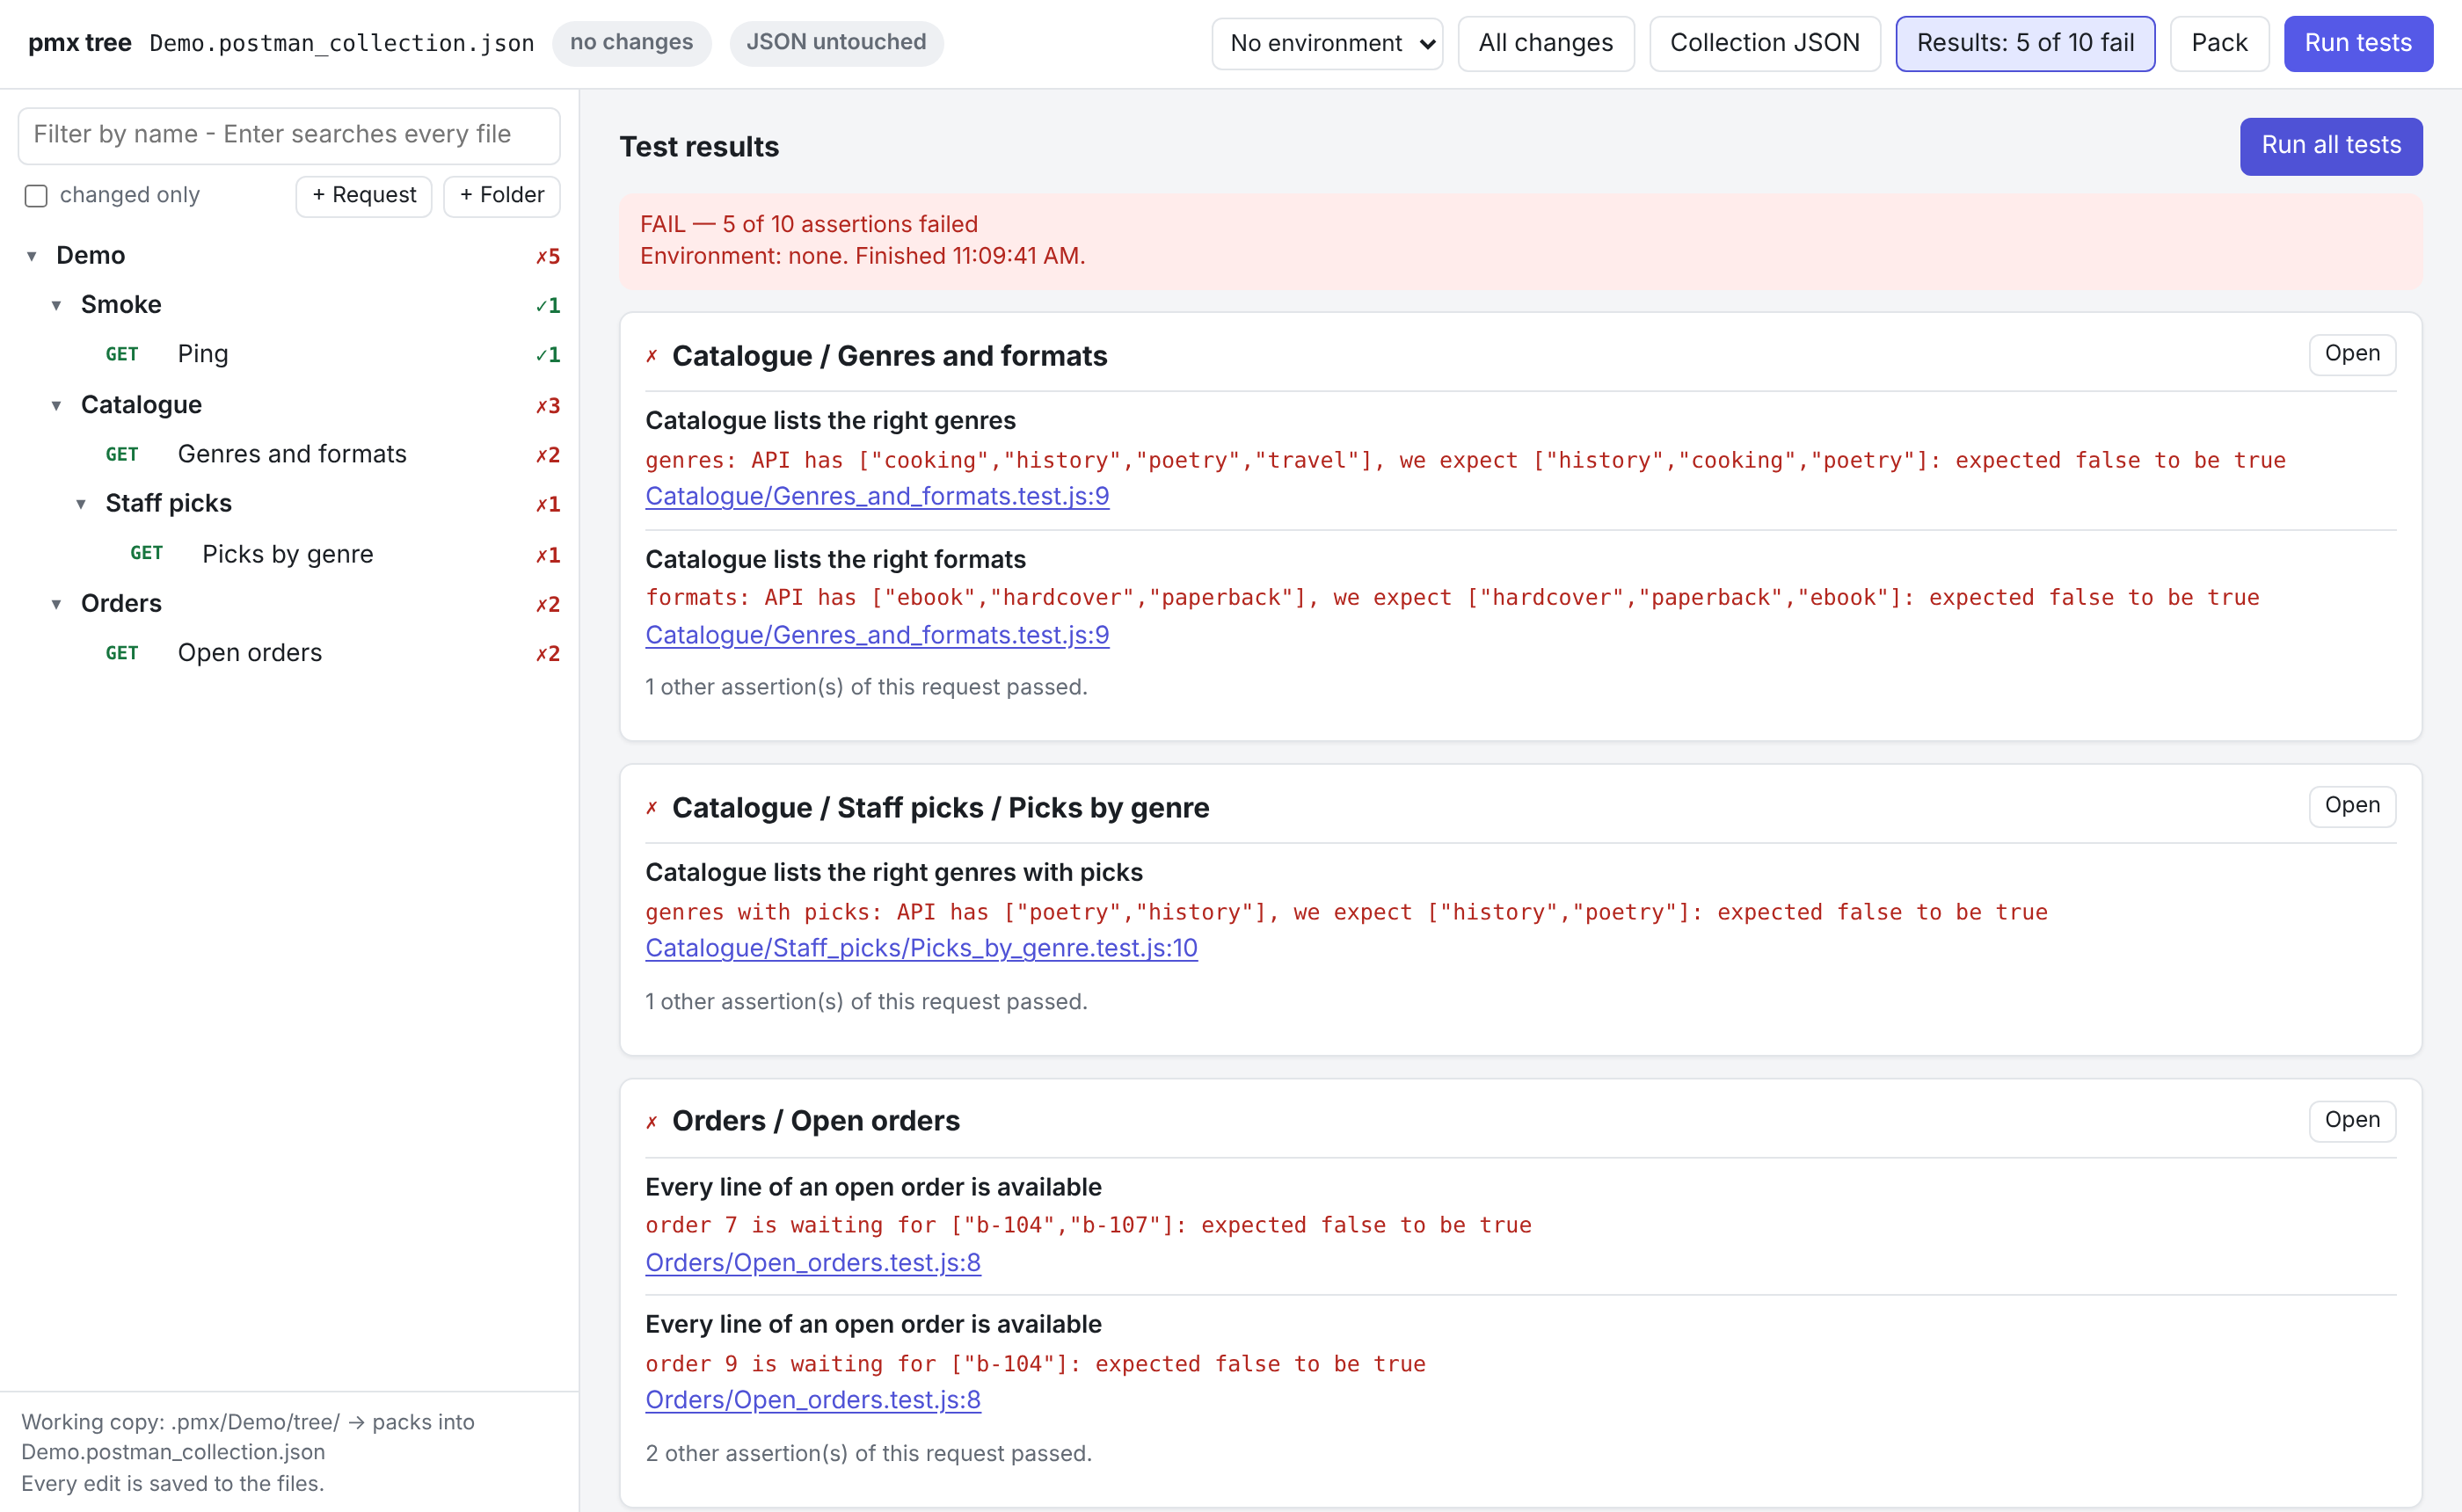 pmx tree Demo.postman_collection.json no changes JSON untouched No environment All changes Collection JSON Results: 5 of 10 fail Pack Run tests
Filter by name - Enter searches every file
changed only + Request + Folder
▾ Demo ✗5
▾ Smoke ✓1
GET Ping ✓1
▾ Catalogue ✗3
GET Genres and formats ✗2
▾ Staff picks ✗1
GET Picks by genre ✗1
▾ Orders ✗2
GET Open orders ✗2
Working copy: .pmx/Demo/tree/ → packs into
Demo.postman_collection.json
Every edit is saved to the files.
Test results Run all tests
FAIL — 5 of 10 assertions failed
Environment: none. Finished 11:09:41 AM.
✗ Catalogue / Genres and formats Open
Catalogue lists the right genres
genres: API has ["cooking","history","poetry","travel"], we expect ["history","cooking","poetry"]: expected false to be true
Catalogue/Genres_and_formats.test.js:9
Catalogue lists the right formats
formats: API has ["ebook","hardcover","paperback"], we expect ["hardcover","paperback","ebook"]: expected false to be true
Catalogue/Genres_and_formats.test.js:9
1 other assertion(s) of this request passed.
✗ Catalogue / Staff picks / Picks by genre Open
Catalogue lists the right genres with picks
genres with picks: API has ["poetry","history"], we expect ["history","poetry"]: expected false to be true
Catalogue/Staff_picks/Picks_by_genre.test.js:10
1 other assertion(s) of this request passed.
✗ Orders / Open orders Open
Every line of an open order is available
order 7 is waiting for ["b-104","b-107"]: expected false to be true
Orders/Open_orders.test.js:8
Every line of an open order is available
order 9 is waiting for ["b-104"]: expected false to be true
Orders/Open_orders.test.js:8
2 other assertion(s) of this request passed.